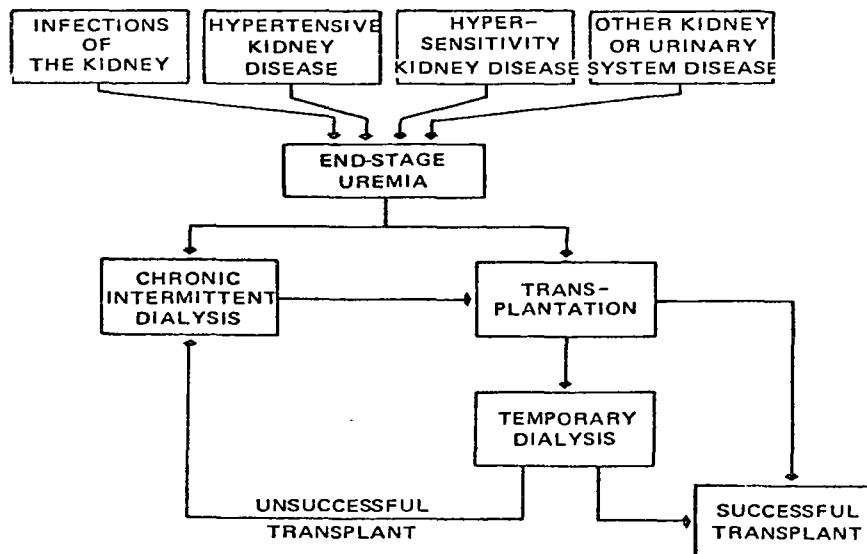 INFECTIONS
OF
THE KIDNEY
HYPERTENSIVE
KIDNEY
DISEASE
HYPER-
SENSITIVITY
KIDNEY DISEASE
OTHER KIDNEY
OR URINARY
SYSTEM DISEASE
END-STAGE
UREMIA
CHRONIC
INTERMITTENT
DIALYSIS
TRANS-
PLANTATION
TEMPORARY
DIALYSIS
UNSUCCESSFUL
TRANSPLANT
SUCCESSFUL
TRANSPLANT